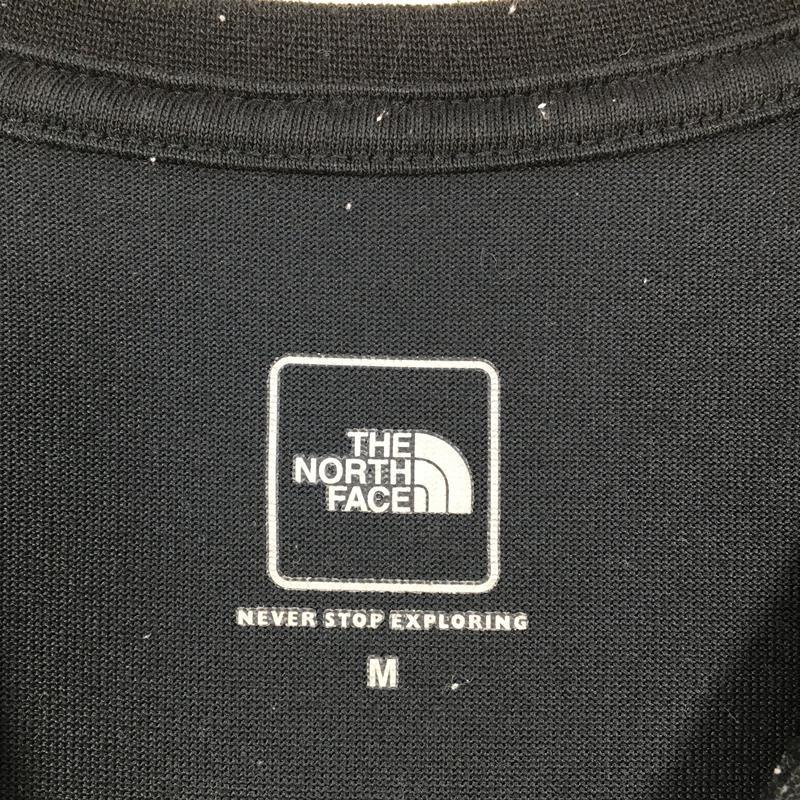 THE
NORTH
FACE
NEVER STOP EXPLORING
M